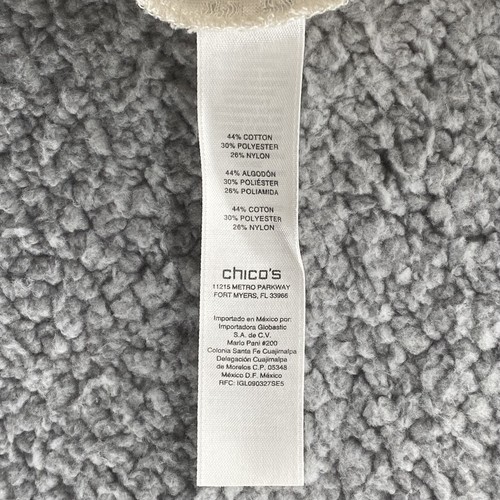 44% COTTON
30% POLYESTER
26% NYLON
44% ALGODÓN
30% POLIÉSTER
26% POLIAMIDA
44% COTON
30% POLYESTER
26% NYLON
chico's
11215 METRO PARKWAY
FORT MYERS, FL 33966
Importado en México por:
Importadora Globastic
S.A. de C.V.
Mario Pani #200
Colonia Santa Fe Cuajimalpa
Delegación Cuajimalpa
de Morelos C.P. 05348
México D.F. México
RFC: IGL090327SE5